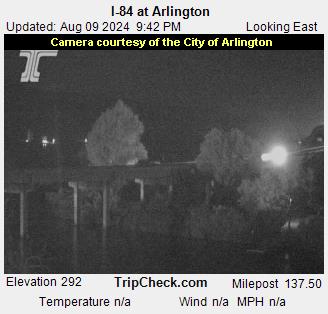 I-84 at Arlington
Updated: Aug 09 2024 9:42 PM Looking East
Camera courtesy of the City of Arlington
Elevation 292 TripCheck.com Milepost 137.50
Temperature n/a Wind n/a MPH n/a